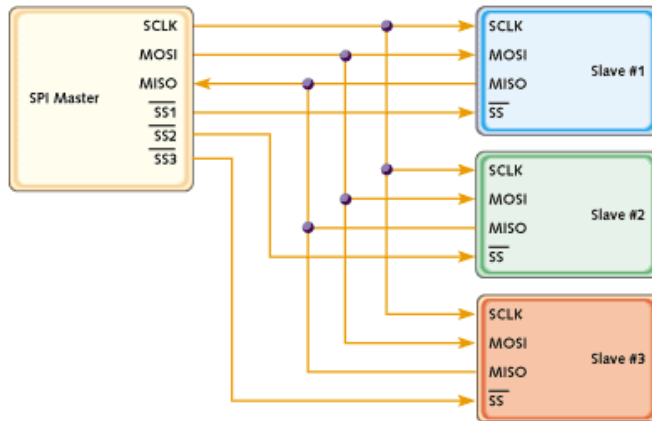 SPI Master
SCLK
MOSI
MISO
SS1
SS2
SS3
SCLK
MOSI
MISO
SS
Slave #1
SCLK
MOSI
MISO
SS
Slave #2
SCLK
MOSI
MISO
SS
Slave #3